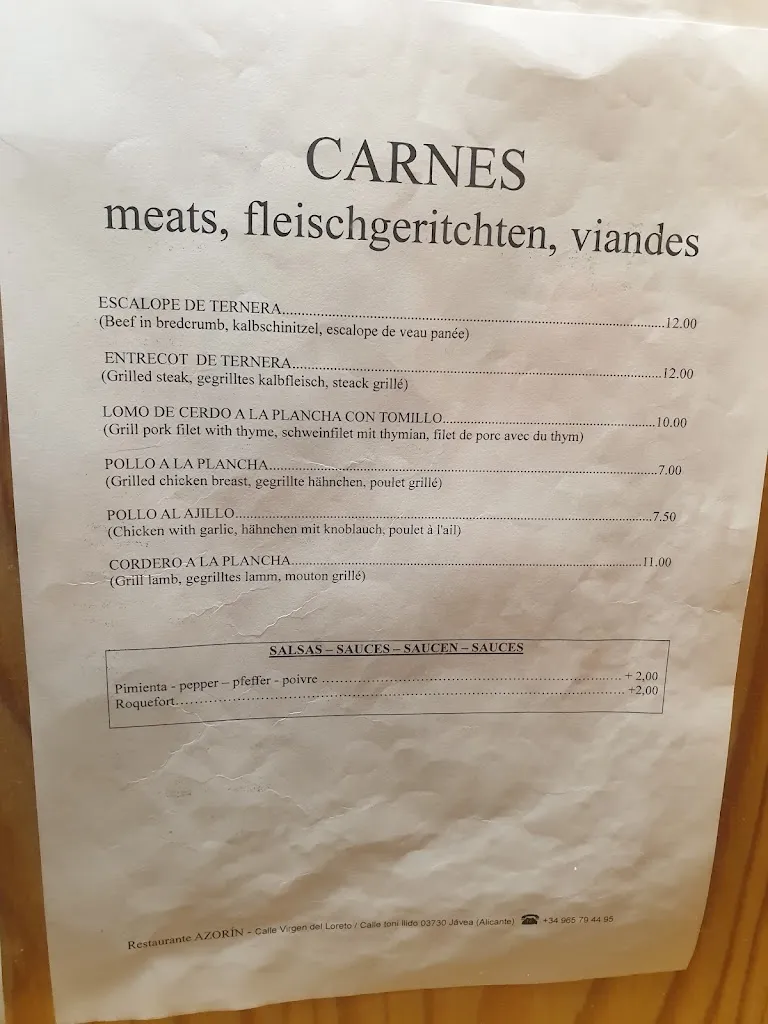 CARNES
meats, fleischgeritchten, viandes
ESCALOPE DE TERNERA........................12.00
(Beef in bredcrumb, kalbschinitzel, escalope de veau panée)
ENTRECOT DE TERNERA........................12.00
(Grilled steak, gegrilltes kalbfleisch, steack grillé)
LOMO DE CERDO A LA PLANCHA CON TOMILLO........................10.00
(Grill pork filet with thyme, schweinfilet mit thymian, filet de porc avec du thym)
POLLO A LA PLANCHA........................7.00
(Grilled chicken breast, gegrillte hähnchen, poulet grillé)
POLLO AL AJILLO........................7.50
(Chicken with garlic, hähnchen mit knoblauch, poulet à l'ail)
CORDERO A LA PLANCHA........................11.00
(Grill lamb, gegrilltes lamm, mouton grillé)
SALSAS – SAUCES – SAUCEN – SAUCES
Pimienta - pepper – pfeffer - poivre ........................ + 2,00
Roquefort........................ +2,00
Restaurante AZORÍN - Calle Virgen del Loreto / Calle toni llido 03730 Jávea (Alicante) ☎ +34 965 79 44 95